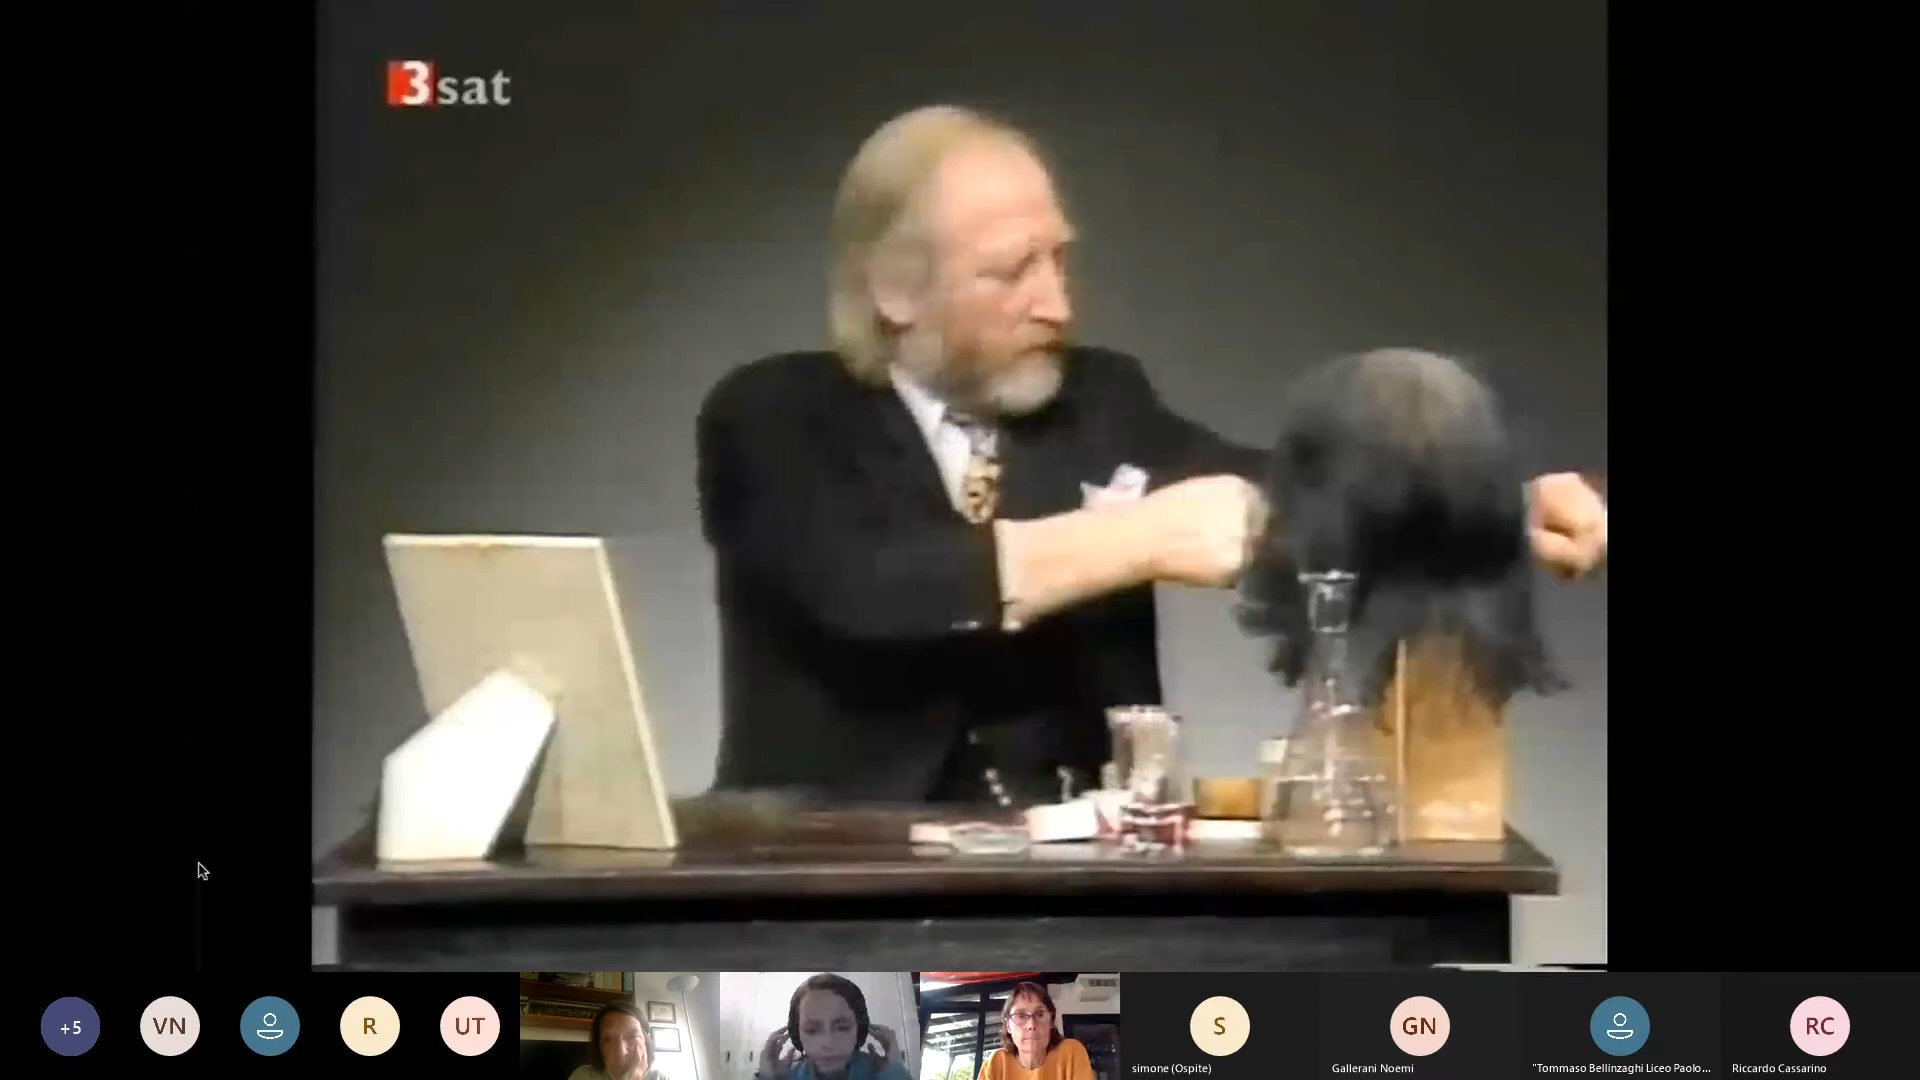 3sat
+5
VN
R
UT
S
simone (Ospite)
GN
Gallerani Noemi
"Tommaso Bellinzaghi Liceo Paolo...
RC
Riccardo Cassarino